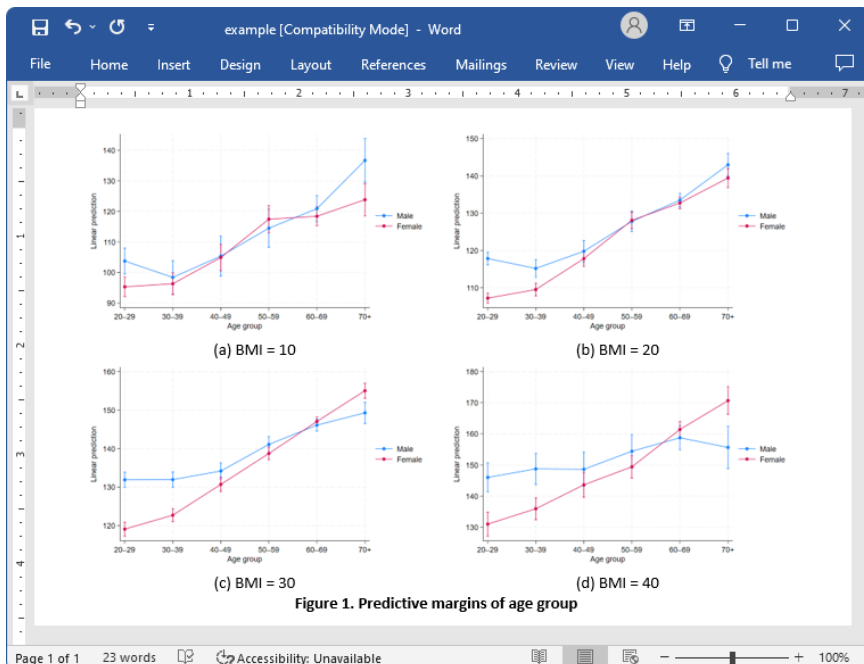 example [Compatibility Mode] - Word
File Home Insert Design Layout References Mailings Review View Help Tell me
1 2 3 4 5 6 7
1
2
3
4
140
130
120
110
100
90
Linear prediction
20–29 30–39 40–49 50–59 60–69 70+
Age group
Male
Female
(a) BMI = 10
150
140
130
120
110
Linear prediction
20–29 30–39 40–49 50–59 60–69 70+
Age group
Male
Female
(b) BMI = 20
160
150
140
130
120
Linear prediction
20–29 30–39 40–49 50–59 60–69 70+
Age group
Male
Female
(c) BMI = 30
180
170
160
150
140
130
Linear prediction
20–29 30–39 40–49 50–59 60–69 70+
Age group
Male
Female
(d) BMI = 40
Figure 1. Predictive margins of age group
Page 1 of 1 23 words Accessibility: Unavailable 100%